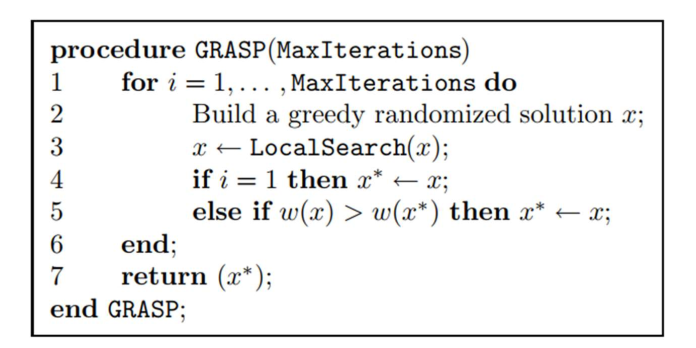 procedure GRASP(MaxIterations)
1 for i = 1, . . . ,MaxIterations do
2 Build a greedy randomized solution x;
3 x ← LocalSearch(x);
4 if i = 1 then x* ← x;
5 else if w(x) > w(x*) then x* ← x;
6 end;
7 return (x*);
end GRASP;